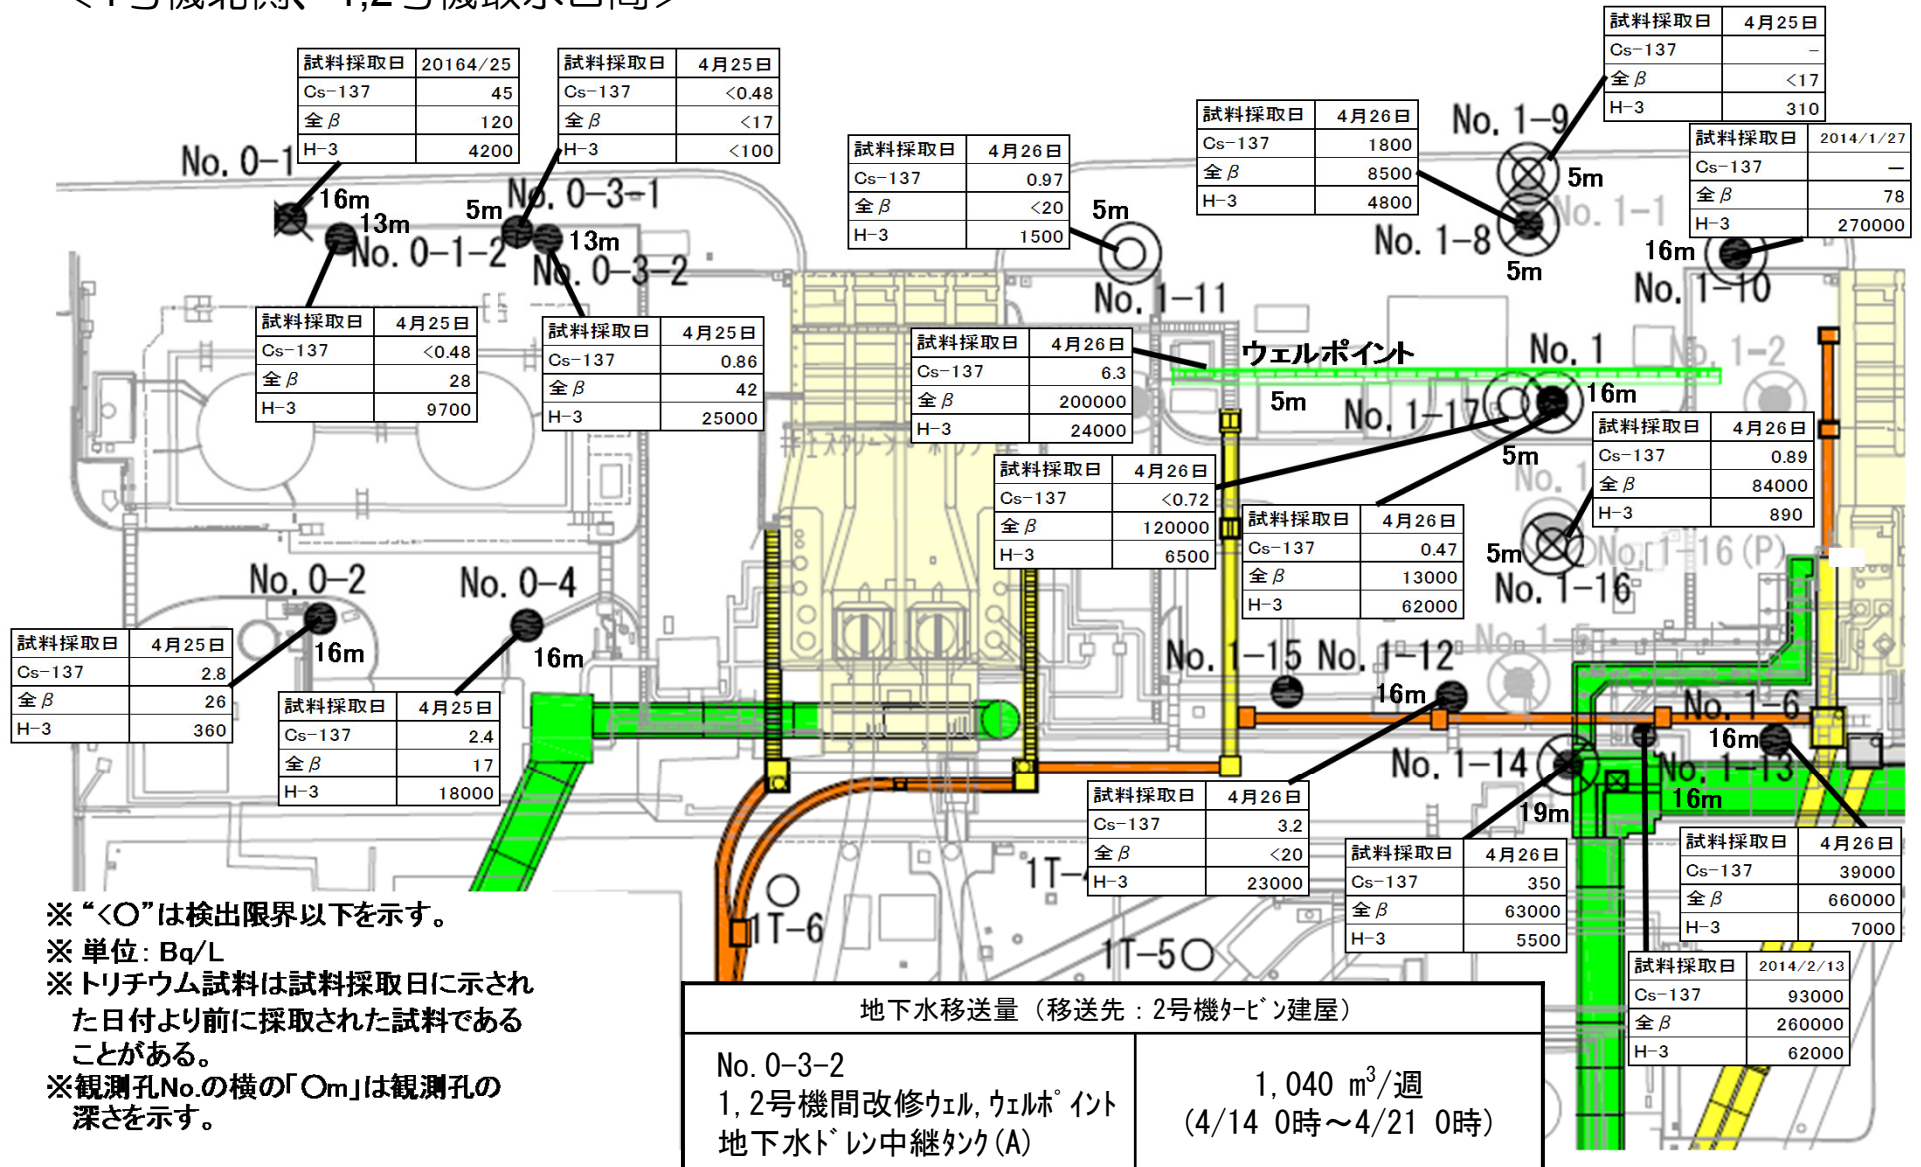 ＜1号機北側、1,2号機取水口間＞
試料採取日 20164/25
Cs-137 45
全β 120
H-3 4200
試料採取日 4月25日
Cs-137 <0.48
全β <17
H-3 <100
試料採取日 4月26日
Cs-137 0.97
全β <20
H-3 1500
試料採取日 4月26日
Cs-137 1800
全β 8500
H-3 4800
試料採取日 4月25日
Cs-137 -
全β <17
H-3 310
試料採取日 2014/1/27
Cs-137 —
全β 78
H-3 270000
No. 0-1
16m
13m
No. 0-1-2
5m
No. 0-3-1
13m
No. 0-3-2
5m
No. 1-11
No. 1-9
5m
No. 1-1
No. 1-8
5m
16m
No. 1-10
試料採取日 4月25日
Cs-137 <0.48
全β 28
H-3 9700
試料採取日 4月25日
Cs-137 0.86
全β 42
H-3 25000
試料採取日 4月26日
Cs-137 6.3
全β 200000
H-3 24000
ウェルポイント
5m
No. 1
16m
1-2
No. 1-17
5m
試料採取日 4月26日
Cs-137 <0.72
全β 120000
H-3 6500
試料採取日 4月26日
Cs-137 0.47
全β 13000
H-3 62000
試料採取日 4月26日
Cs-137 0.89
全β 84000
H-3 890
5m
No. 1-16(P)
No. 1-16
No. 0-2
16m
No. 0-4
16m
試料採取日 4月25日
Cs-137 2.8
全β 26
H-3 360
試料採取日 4月25日
Cs-137 2.4
全β 17
H-3 18000
No. 1-15
No. 1-12
16m
No. 1-5
No. 1-6
16m
No. 1-14
19m
No. 1-13
16m
試料採取日 4月26日
Cs-137 3.2
全β <20
H-3 23000
試料採取日 4月26日
Cs-137 350
全β 63000
H-3 5500
試料採取日 4月26日
Cs-137 39000
全β 660000
H-3 7000
試料採取日 2014/2/13
Cs-137 93000
全β 260000
H-3 62000
1T-6
1T-5
※ “<〇”は検出限界以下を示す。
※ 単位：Bq/L
※ トリチウム試料は試料採取日に示され
た日付より前に採取された試料である
ことがある。
※観測孔No.の横の「〇m」は観測孔の
深さを示す。
地下水移送量（移送先：2号機ﾀｰﾋﾞﾝ建屋）
No. 0-3-2
1,2号機間改修ｳｪﾙ,ｳｪﾙﾎﾟｲﾝﾄ
地下水ﾄﾞﾚﾝ中継ﾀﾝｸ(A)
1,040 m³/週
(4/14 0時～4/21 0時)